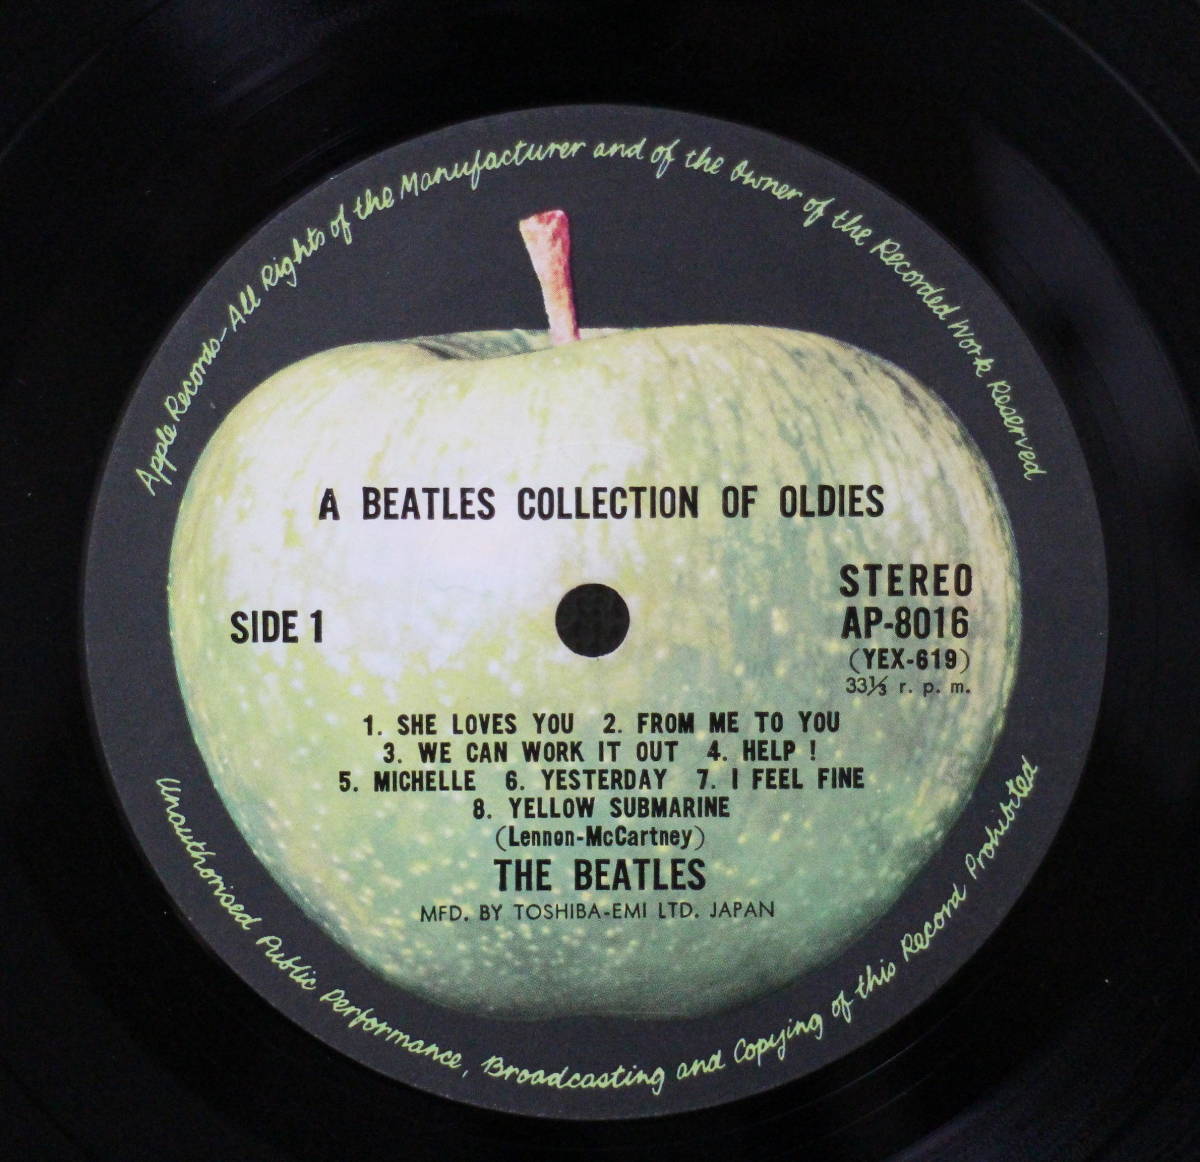 Apple Records-All Rights of the Manufacturer and of the Owner of the Recorded Work Reserved
A BEATLES COLLECTION OF OLDIES
STEREO
SIDE 1
AP-8016
(YEX-619)
33⅓ r. p. m.
1. SHE LOVES YOU 2. FROM ME TO YOU
3. WE CAN WORK IT OUT 4. HELP !
5. MICHELLE 6. YESTERDAY 7. I FEEL FINE
8. YELLOW SUBMARINE
(Lennon-McCartney)
THE BEATLES
MFD. BY TOSHIBA-EMI LTD. JAPAN
Unauthorised Public Performance, Broadcasting and Copying of this Record Prohibited